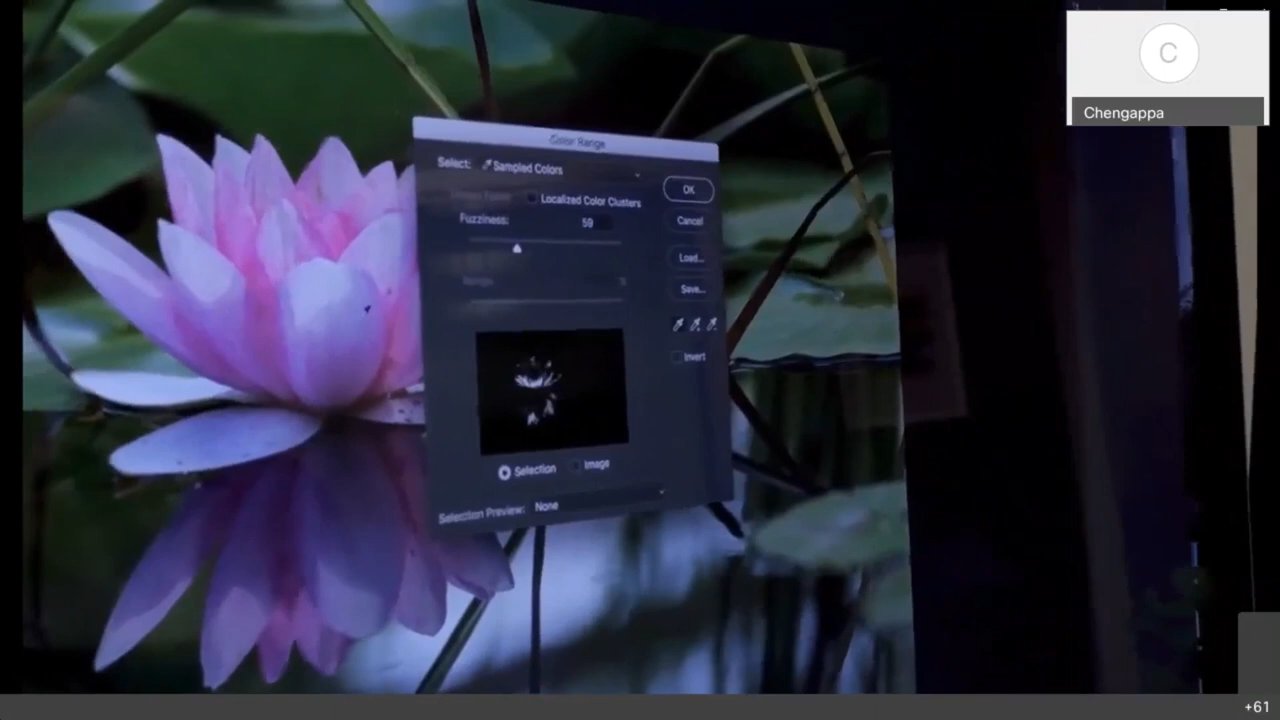 C
Chengappa
Color Range
Select: Sampled Colors
OK
Localized Color Clusters
Fuzziness: 59
Cancel
Load...
Range:
Save...
Invert
Selection Image
Selection Preview: None
+61